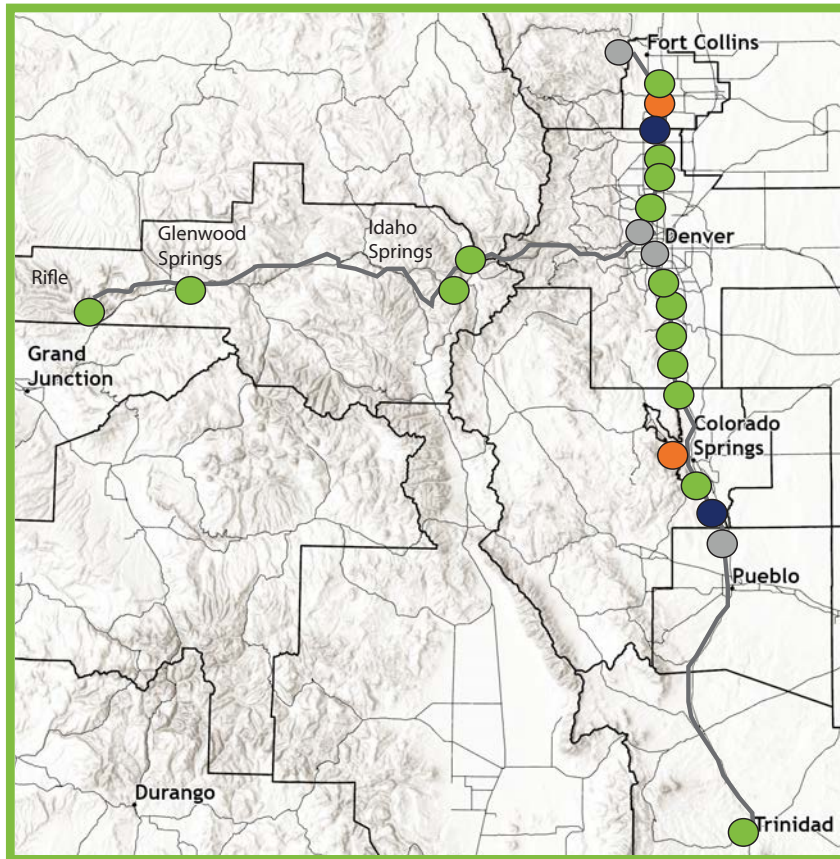 Fort Collins
Denver
Idaho
Springs
Glenwood
Springs
Rifle
Grand
Junction
Colorado
Springs
Pueblo
Durango
Trinidad